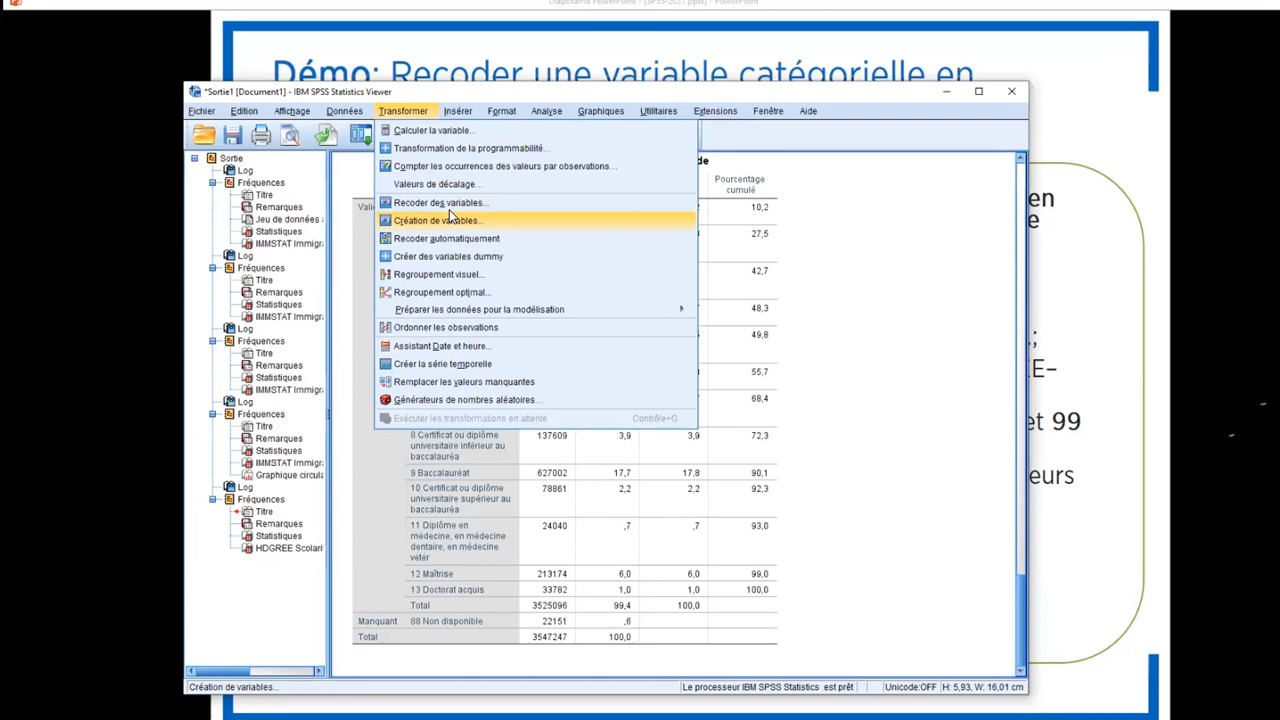 Diaporama PowerPoint - [SPSS-2021.pptx] - PowerPoint
Démo: Recoder une variable catégorielle en
*Sortie1 [Document1] - IBM SPSS Statistics Viewer
Fichier Edition Affichage Données Transformer Insérer Format Analyse Graphiques Utilitaires Extensions Fenêtre Aide
Calculer la variable...
Transformation de la programmabilité...
Compter les occurrences des valeurs par observations...
Valeurs de décalage...
Recoder des variables...
Création de variables...
Recoder automatiquement
Créer des variables dummy
Regroupement visuel...
Regroupement optimal...
Préparer les données pour la modélisation
Ordonner les observations
Assistant Date et heure...
Créer la série temporelle
Remplacer les valeurs manquantes
Générateurs de nombres aléatoires...
Exécuter les transformations en attente Contrôle+G
Sortie
Log
Fréquences
Titre
Remarques
Jeu de données
Statistiques
IMMSTAT Immigr
Log
Fréquences
Titre
Remarques
Statistiques
IMMSTAT Immigr
Log
Fréquences
Titre
Remarques
Statistiques
IMMSTAT Immigr
Log
Fréquences
Titre
Remarques
Statistiques
IMMSTAT Immigr
Graphique circula
Log
Fréquences
Titre
Remarques
Statistiques
HDGREE Scolari
de
Pourcentage
cumulé
Vali
10,2
27,5
42,7
48,3
49,8
55,7
68,4
8 Certificat ou diplôme 137609 3,9 3,9 72,3
universitaire inférieur au
baccalauréa
9 Baccalauréat 627002 17,7 17,8 90,1
10 Certificat ou diplôme 78861 2,2 2,2 92,3
universitaire supérieur au
baccalauréa
11 Diplôme en 24040 ,7 ,7 93,0
médecine, en médecine
dentaire, en médecine
vétér
12 Maîtrise 213174 6,0 6,0 99,0
13 Doctorat acquis 33782 1,0 1,0 100,0
Total 3525096 99,4 100,0
Manquant 88 Non disponible 22151 ,6
Total 3547247 100,0
en
e
;
E-
et 99
eurs
Création de variables... Le processeur IBM SPSS Statistics est prêt Unicode:OFF H: 5,93, W: 16,01 cm